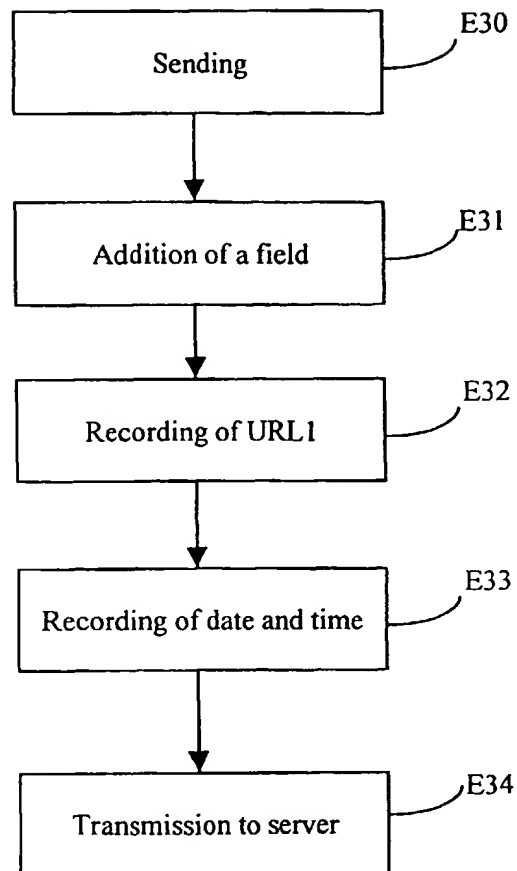 E30
Sending
E31
Addition of a field
E32
Recording of URL1
E33
Recording of date and time
E34
Transmission to server